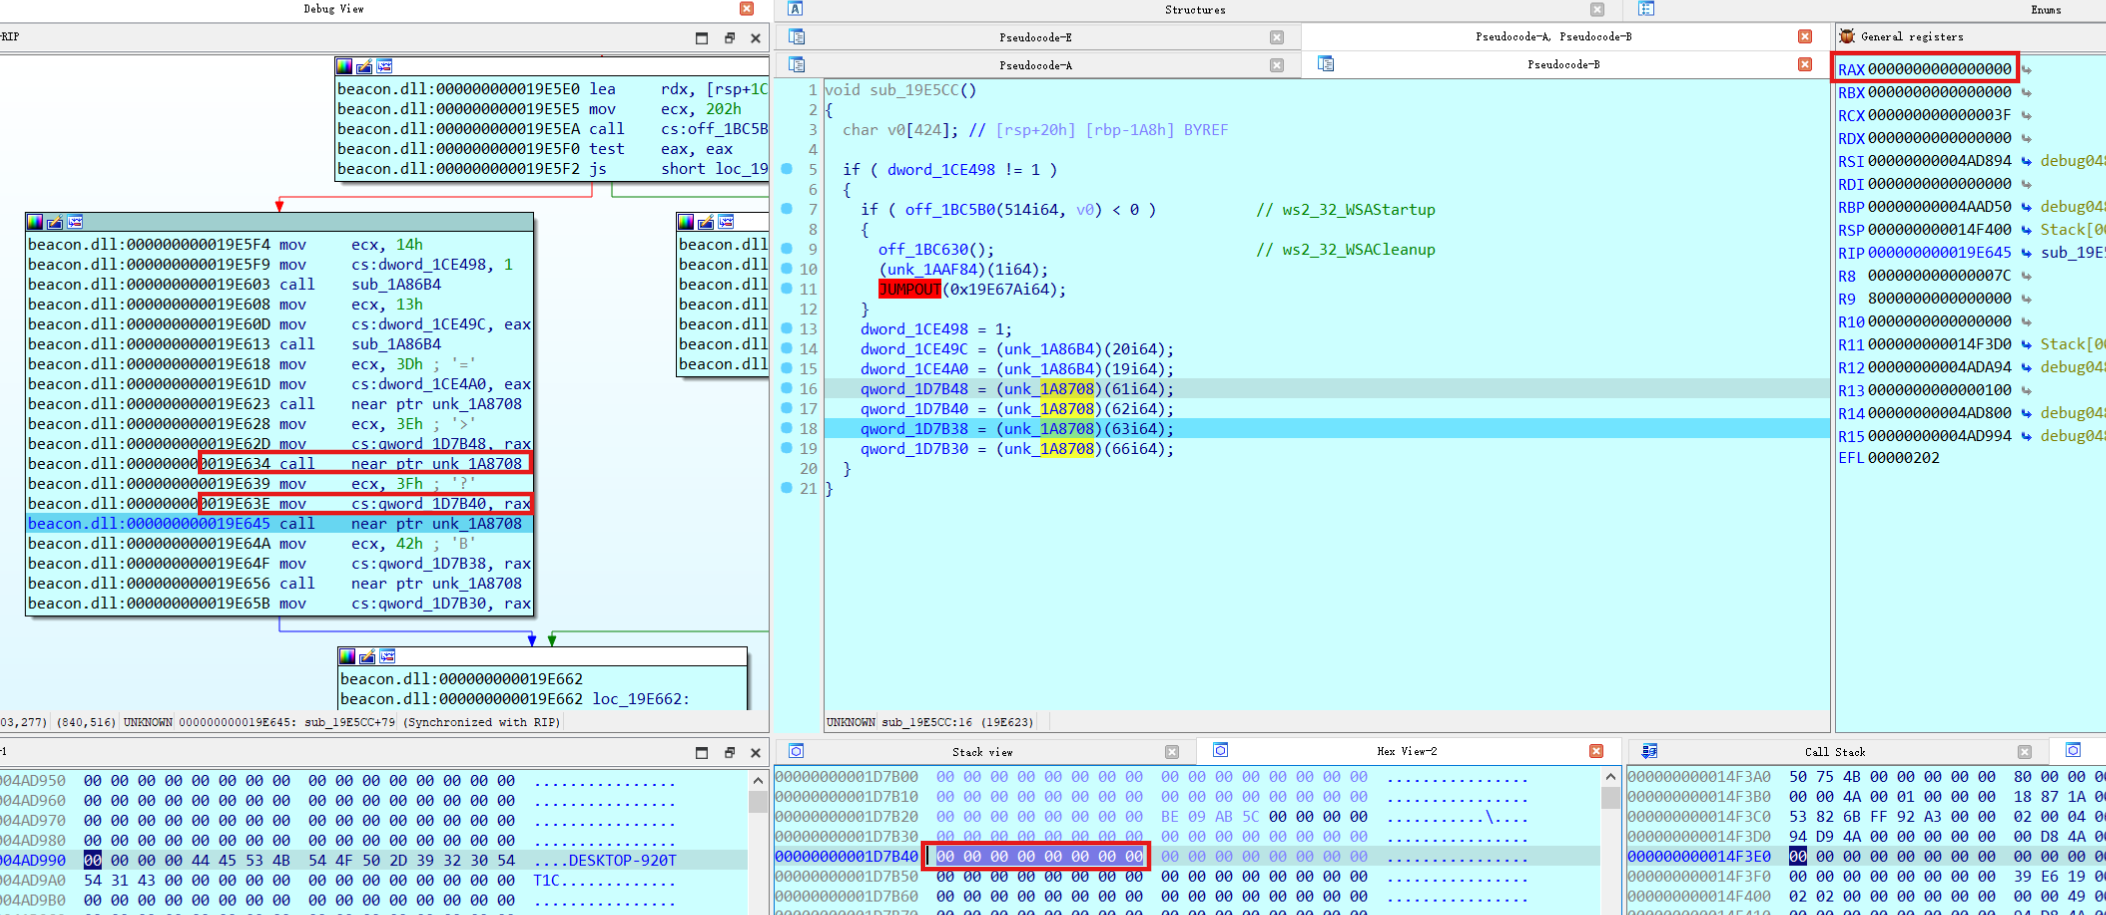 Debug View
Structures
Enums
RIP
Pseudocode-E
Pseudocode-A, Pseudocode-B
General registers
Pseudocode-A
Pseudocode-B
beacon.dll:000000000019E5E0 lea rdx, [rsp+1C
beacon.dll:000000000019E5E5 mov ecx, 202h
beacon.dll:000000000019E5EA call cs:off_1BC5B
beacon.dll:000000000019E5F0 test eax, eax
beacon.dll:000000000019E5F2 js short loc_19
beacon.dll:000000000019E5F4 mov ecx, 14h
beacon.dll:000000000019E5F9 mov cs:dword_1CE498, 1
beacon.dll:000000000019E603 call sub_1A86B4
beacon.dll:000000000019E608 mov ecx, 13h
beacon.dll:000000000019E60D mov cs:dword_1CE49C, eax
beacon.dll:000000000019E613 call sub_1A86B4
beacon.dll:000000000019E618 mov ecx, 3Dh ; '='
beacon.dll:000000000019E61D mov cs:dword_1CE4A0, eax
beacon.dll:000000000019E623 call near ptr unk_1A8708
beacon.dll:000000000019E628 mov ecx, 3Eh ; '>'
beacon.dll:000000000019E62D mov cs:qword_1D7B48, rax
beacon.dll:000000000019E634 call near ptr unk_1A8708
beacon.dll:000000000019E639 mov ecx, 3Fh ; '?'
beacon.dll:000000000019E63E mov cs:qword_1D7B40, rax
beacon.dll:000000000019E645 call near ptr unk_1A8708
beacon.dll:000000000019E64A mov ecx, 42h ; 'B'
beacon.dll:000000000019E64F mov cs:qword_1D7B38, rax
beacon.dll:000000000019E656 call near ptr unk_1A8708
beacon.dll:000000000019E65B mov cs:qword_1D7B30, rax
beacon.dll
beacon.dll
beacon.dll
beacon.dll
beacon.dll
beacon.dll
beacon.dll
beacon.dll:000000000019E662
beacon.dll:000000000019E662 loc_19E662:
03,277) (840,516) UNKNOWN 000000000019E645: sub_19E5CC+79 (Synchronized with RIP)
1 void sub_19E5CC()
2 {
3 char v0[424]; // [rsp+20h] [rbp-1A8h] BYREF
4
5 if ( dword_1CE498 != 1 )
6 {
7 if ( off_1BC5B0(514i64, v0) < 0 ) // ws2_32_WSAStartup
8 {
9 off_1BC630(); // ws2_32_WSACleanup
10 (unk_1AAF84)(1i64);
11 JUMPOUT(0x19E67Ai64);
12 }
13 dword_1CE498 = 1;
14 dword_1CE49C = (unk_1A86B4)(20i64);
15 dword_1CE4A0 = (unk_1A86B4)(19i64);
16 qword_1D7B48 = (unk_1A8708)(61i64);
17 qword_1D7B40 = (unk_1A8708)(62i64);
18 qword_1D7B38 = (unk_1A8708)(63i64);
19 qword_1D7B30 = (unk_1A8708)(66i64);
20 }
21 }
UNKNOWN sub_19E5CC:16 (19E623)
RAX 0000000000000000
RBX 0000000000000000
RCX 000000000000003F
RDX 0000000000000000
RSI 00000000004AD894 debug048
RDI 0000000000000000
RBP 00000000004AAD50 debug048
RSP 000000000014F400 Stack[00
RIP 000000000019E645 sub_19E5
R8 000000000000007C
R9 8000000000000000
R10 0000000000000000
R11 000000000014F3D0 Stack[00
R12 00000000004ADA94 debug048
R13 0000000000000100
R14 00000000004AD800 debug048
R15 00000000004AD994 debug048
EFL 00000202
-1
Stack view
Hex View-2
Call Stack
004AD950 00 00 00 00 00 00 00 00 00 00 00 00 00 00 00 00 ................
004AD960 00 00 00 00 00 00 00 00 00 00 00 00 00 00 00 00 ................
004AD970 00 00 00 00 00 00 00 00 00 00 00 00 00 00 00 00 ................
004AD980 00 00 00 00 00 00 00 00 00 00 00 00 00 00 00 00 ................
004AD990 00 00 00 00 44 45 53 4B 54 4F 50 2D 39 32 30 54 ....DESKTOP-920T
004AD9A0 54 31 43 00 00 00 00 00 00 00 00 00 00 00 00 00 T1C.............
004AD9B0 00 00 00 00 00 00 00 00 00 00 00 00 00 00 00 00 ................
00000000001D7B00 00 00 00 00 00 00 00 00 00 00 00 00 00 00 00 00 ................
00000000001D7B10 00 00 00 00 00 00 00 00 00 00 00 00 00 00 00 00 ................
00000000001D7B20 00 00 00 00 00 00 00 00 BE 09 AB 5C 00 00 00 00 ...........\....
00000000001D7B30 00 00 00 00 00 00 00 00 00 00 00 00 00 00 00 00 ................
00000000001D7B40 00 00 00 00 00 00 00 00 00 00 00 00 00 00 00 00 ................
00000000001D7B50 00 00 00 00 00 00 00 00 00 00 00 00 00 00 00 00 ................
00000000001D7B60 00 00 00 00 00 00 00 00 00 00 00 00 00 00 00 00 ................
000000000014F3A0 50 75 4B 00 00 00 00 00 80 00 00 00
000000000014F3B0 00 00 4A 00 01 00 00 00 18 87 1A 00
000000000014F3C0 53 82 6B FF 92 A3 00 00 02 00 04 00
000000000014F3D0 94 D9 4A 00 00 00 00 00 00 D8 4A 00
000000000014F3E0 00 00 00 00 00 00 00 00 00 00 00 00
000000000014F3F0 00 00 00 00 00 00 00 00 39 E6 19 00
000000000014F400 02 02 00 00 00 00 00 00 00 00 49 00